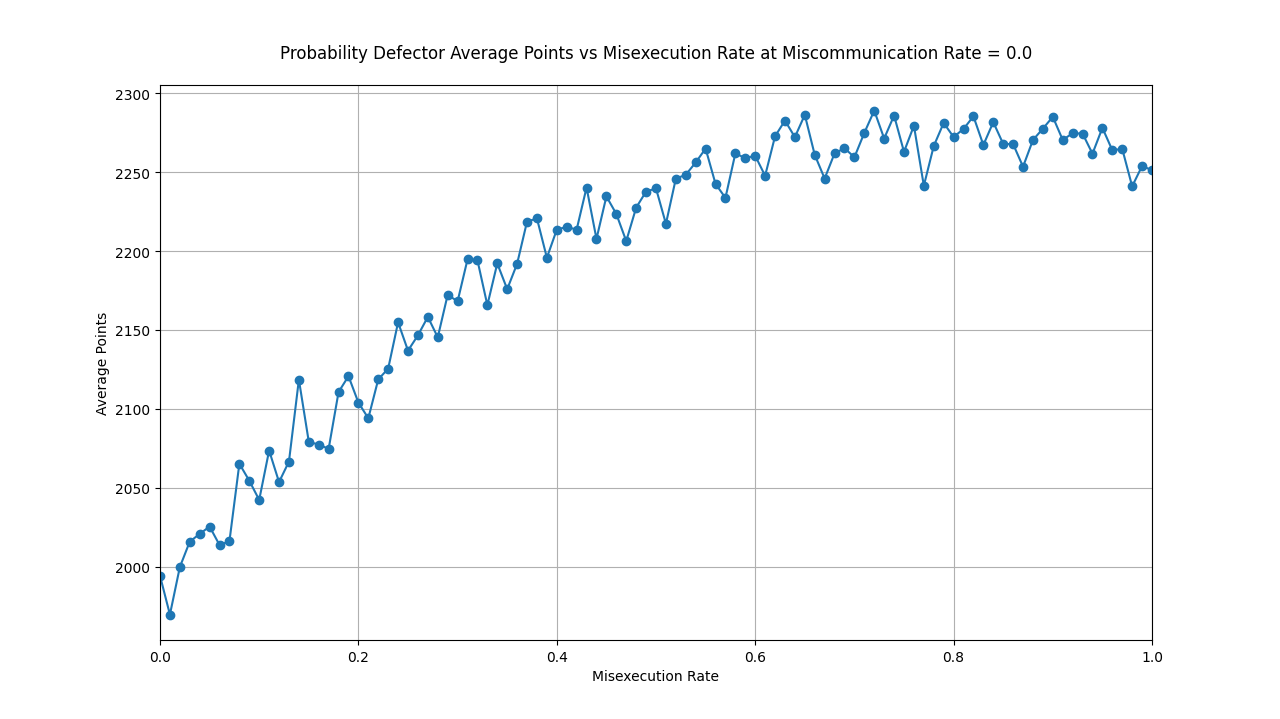 Probability Defector Average Points vs Misexecution Rate at Miscommunication Rate = 0.0
2300
2250
2200
2150
2100
2050
2000
Average Points
0.0 0.2 0.4 0.6 0.8 1.0
Misexecution Rate